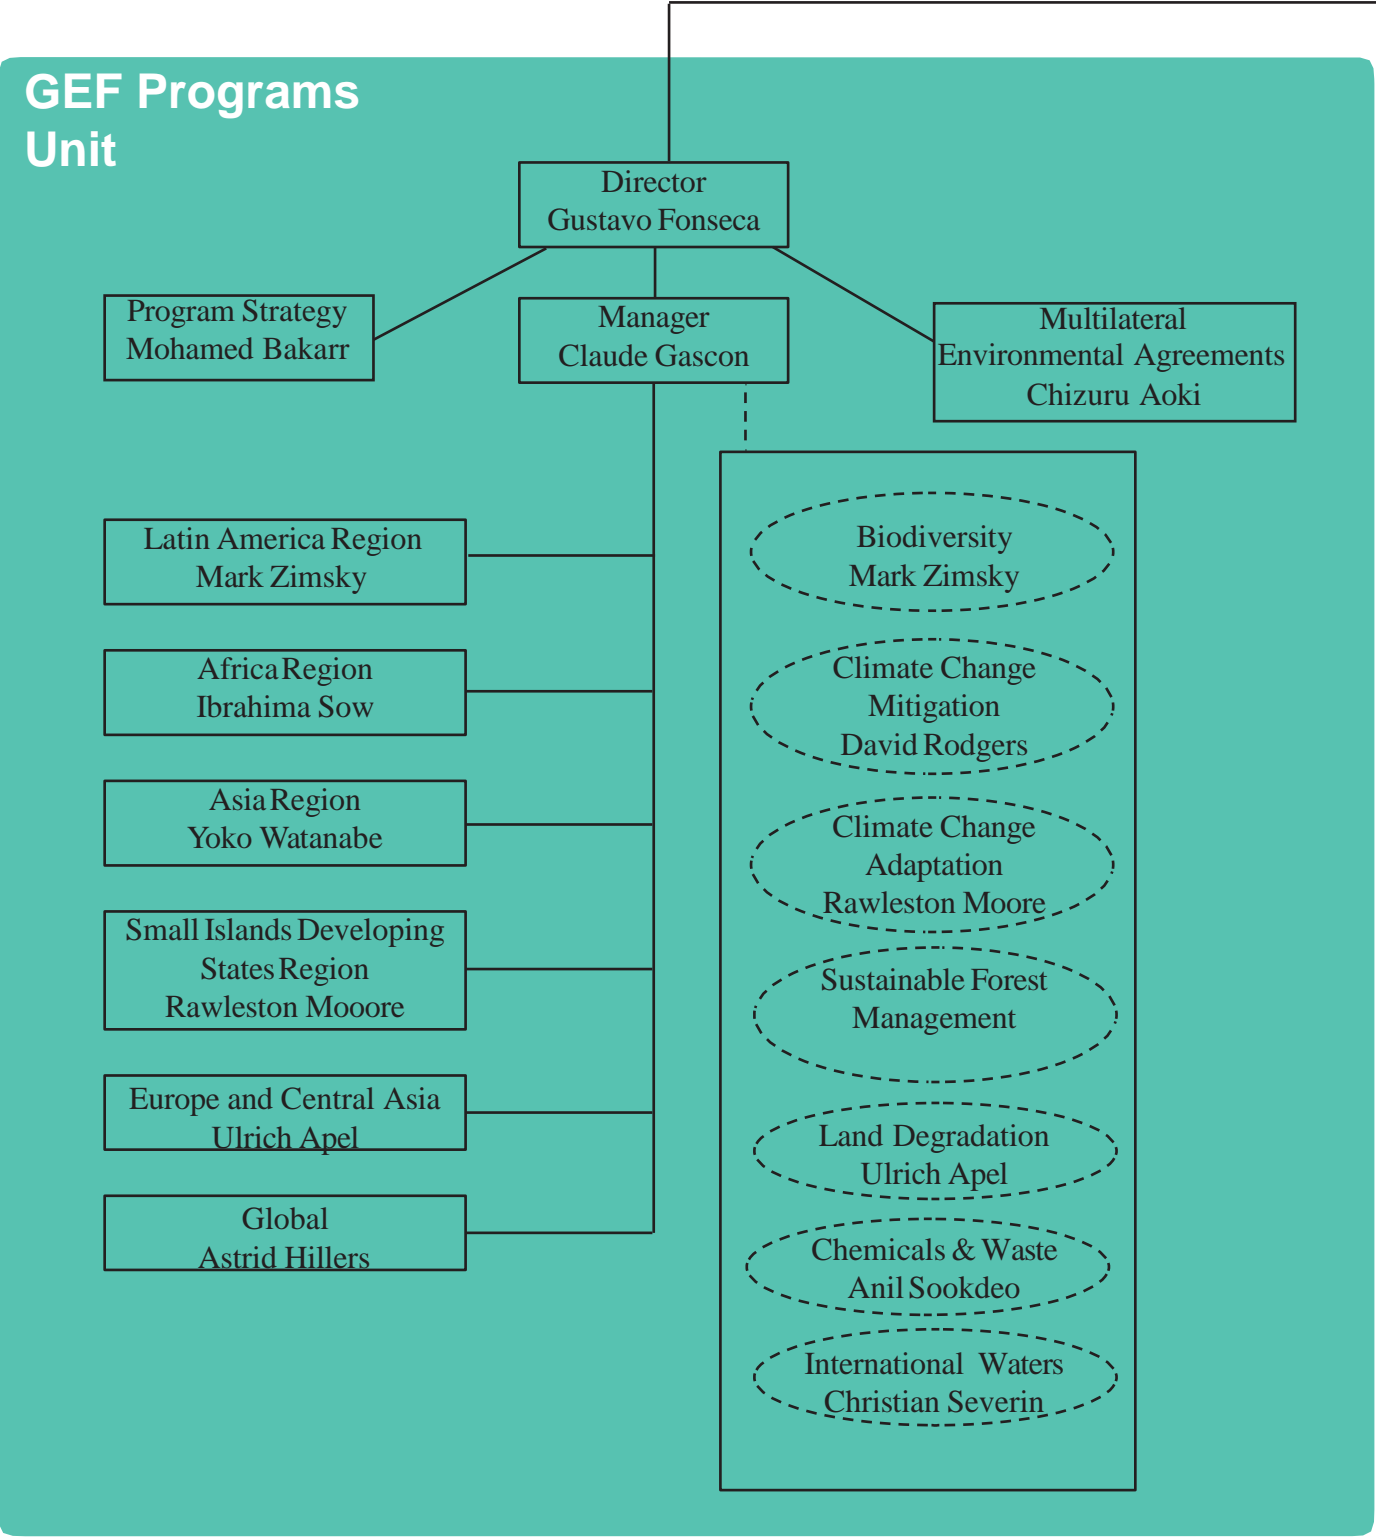 GEF Programs
Unit
Director
Gustavo Fonseca
Program Strategy
Mohamed Bakarr
Manager
Claude Gascon
Multilateral
Environmental Agreements
Chizuru Aoki
Latin America Region
Mark Zimsky
Africa Region
Ibrahima Sow
Asia Region
Yoko Watanabe
Small Islands Developing
States Region
Rawleston Mooore
Europe and Central Asia
Ulrich Apel
Global
Astrid Hillers
Biodiversity
Mark Zimsky
Climate Change
Mitigation
David Rodgers
Climate Change
Adaptation
Rawleston Moore
Sustainable Forest
Management
Land Degradation
Ulrich Apel
Chemicals & Waste
Anil Sookdeo
International Waters
Christian Severin